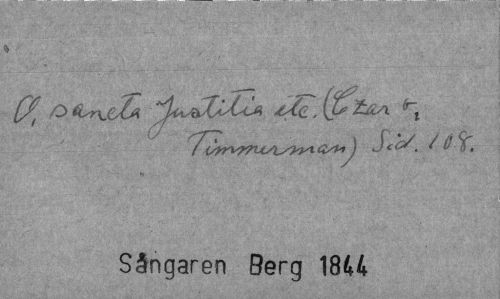 O, sancta Justitia etc. (Czar o,
Timmerman) Sid. 108.
Sångaren Berg 1844